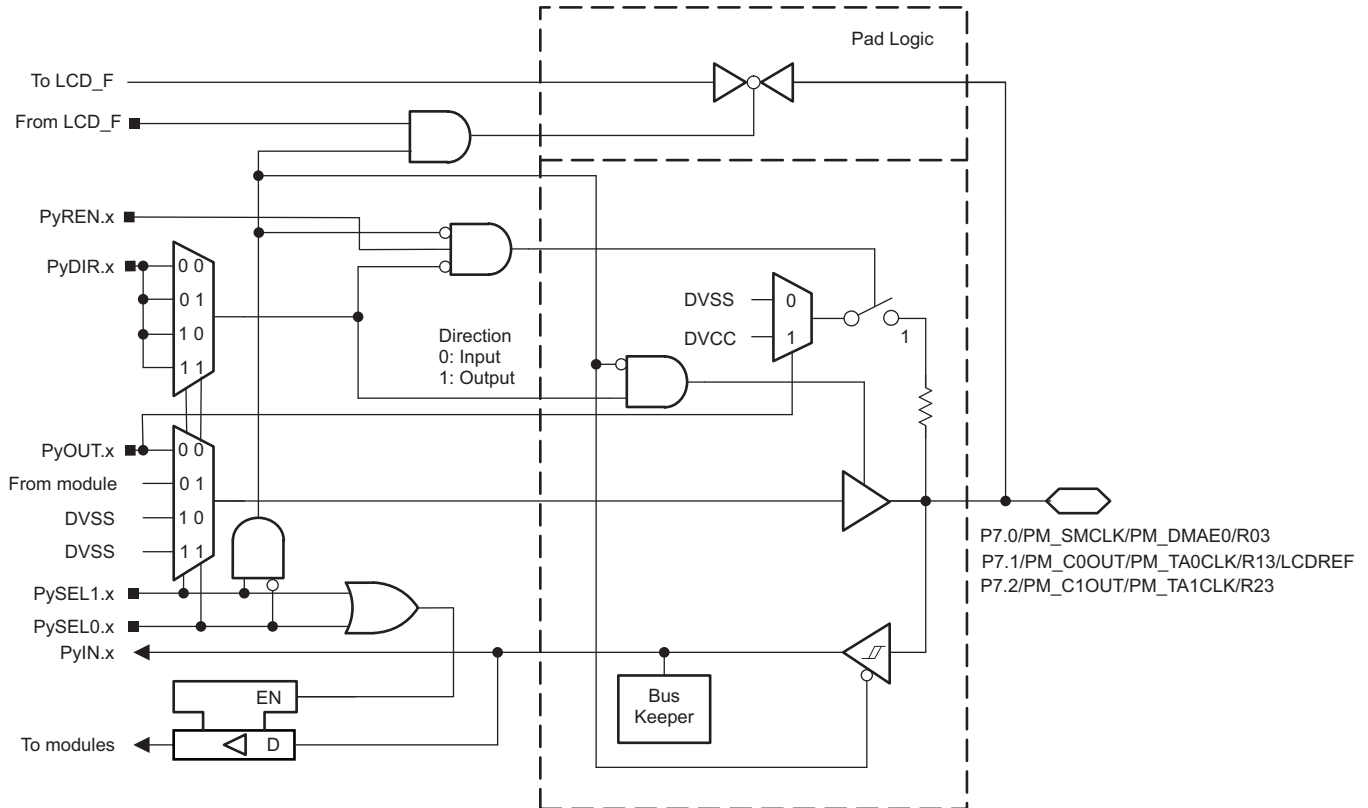 Pad Logic
To LCD_F
From LCD_F
PyREN.x
PyDIR.x
0 0
0 1
1 0
1 1
Direction
0: Input
1: Output
DVSS
0
DVCC
1
1
PyOUT.x
0 0
From module
0 1
DVSS
1 0
DVSS
1 1
P7.0/PM_SMCLK/PM_DMAE0/R03
P7.1/PM_C0OUT/PM_TA0CLK/R13/LCDREF
P7.2/PM_C1OUT/PM_TA1CLK/R23
PySEL1.x
PySEL0.x
PyIN.x
EN
Bus
Keeper
To modules
D